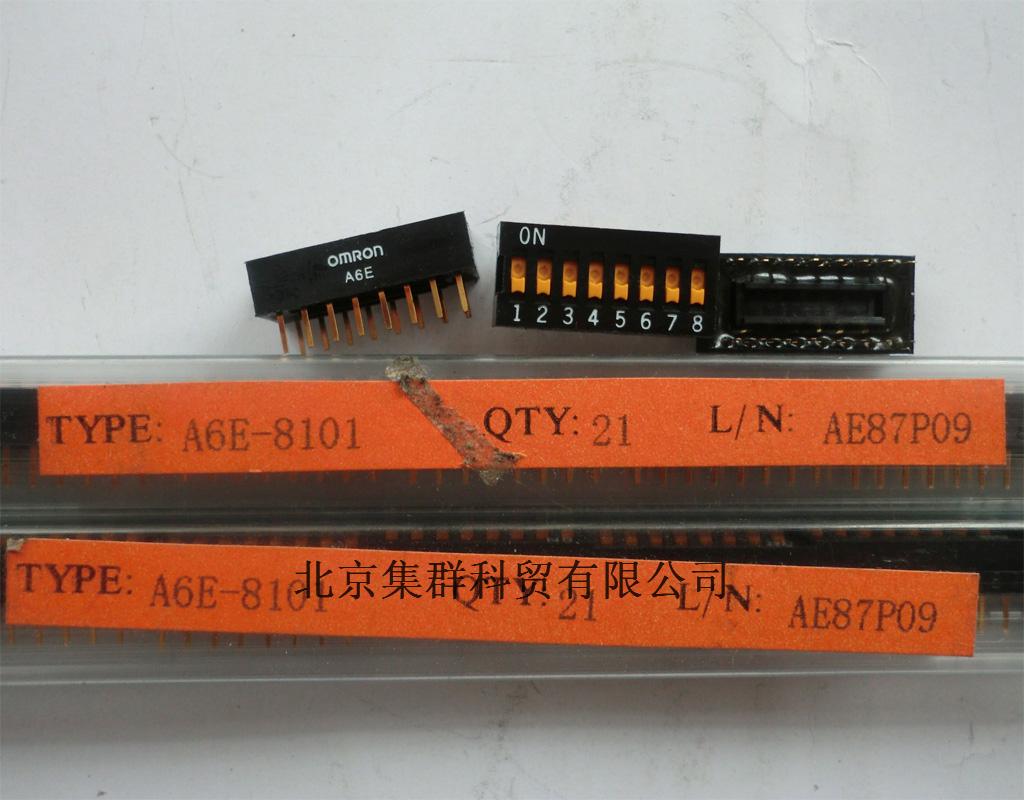 OMRON
A6E
ON
1 2 3 4 5 6 7 8
TYPE: A6E-8101 QTY: 21 L/N: AE87P09
TYPE: A6E-8101 QTY: 21 L/N: AE87P09
北京集群科贸有限公司